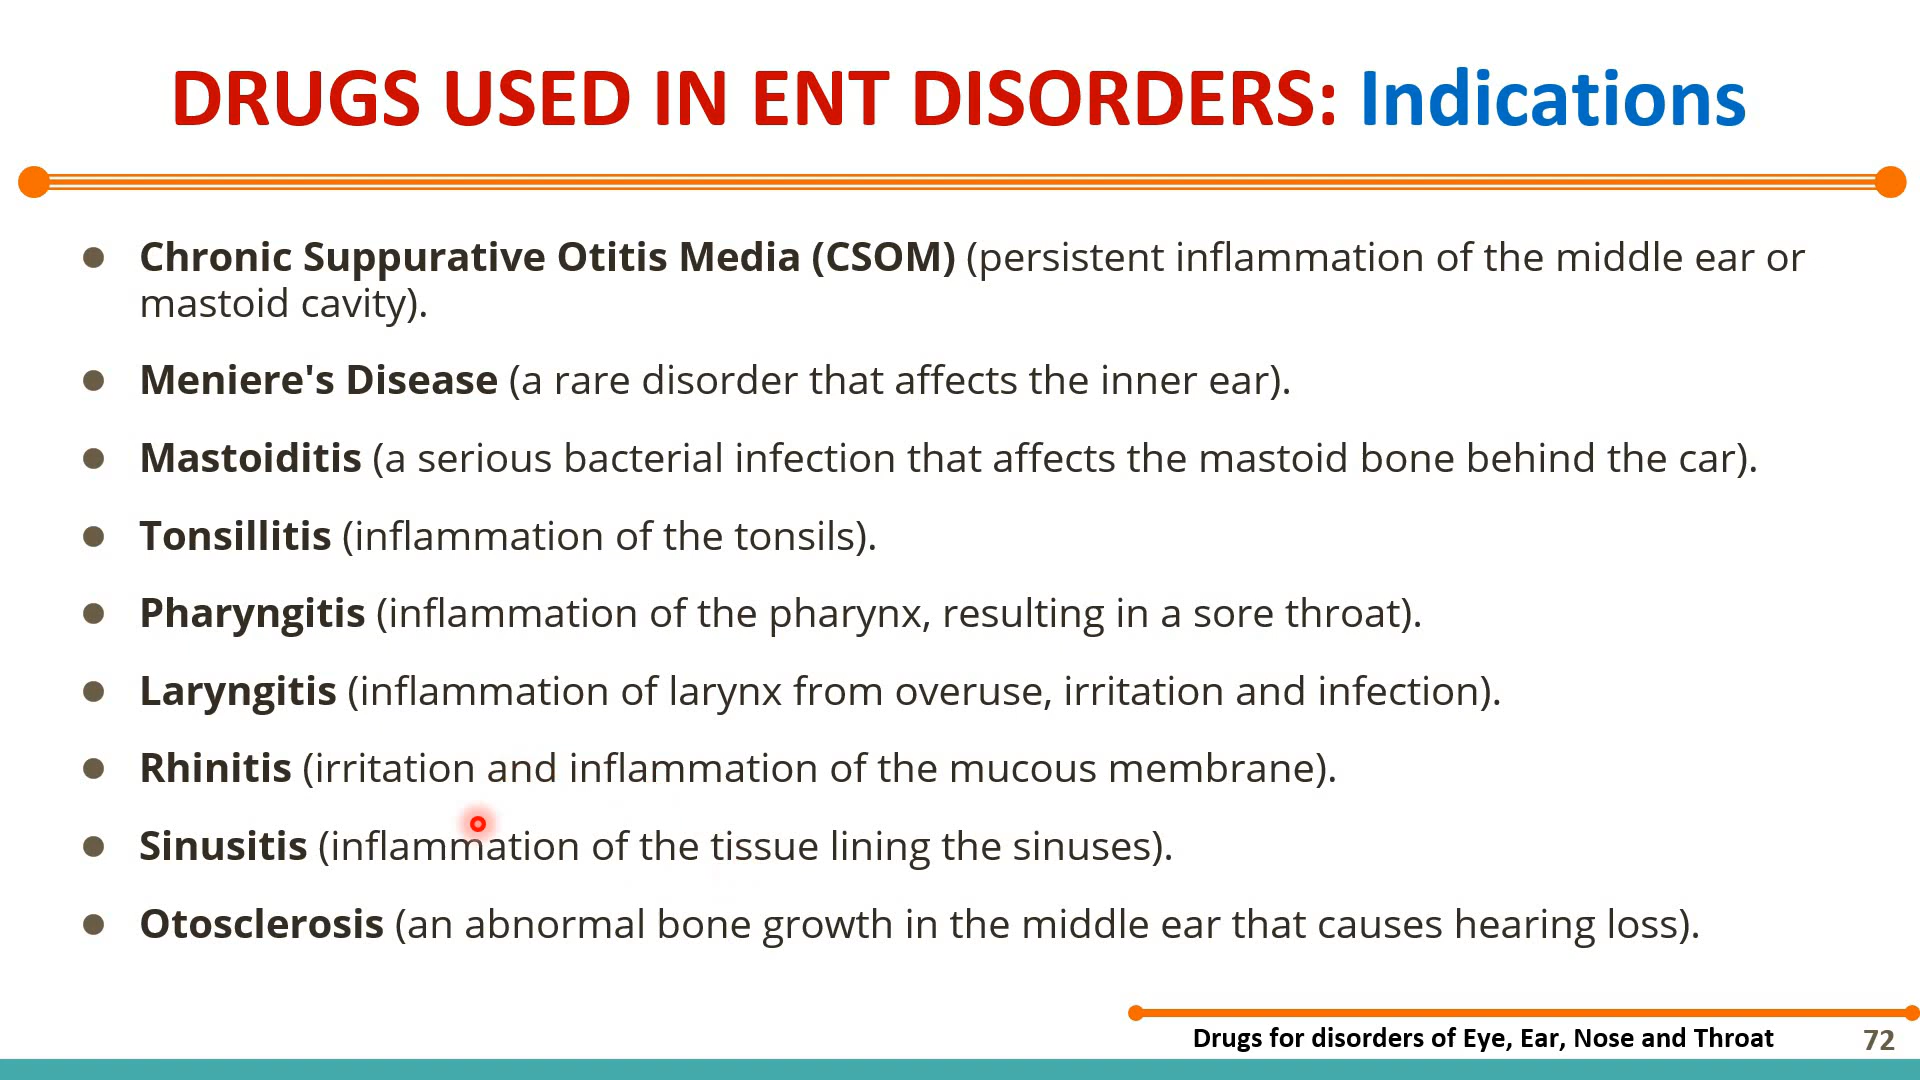 DRUGS USED IN ENT DISORDERS: Indications
● Chronic Suppurative Otitis Media (CSOM) (persistent inflammation of the middle ear or
mastoid cavity).
● Meniere's Disease (a rare disorder that affects the inner ear).
● Mastoiditis (a serious bacterial infection that affects the mastoid bone behind the car).
● Tonsillitis (inflammation of the tonsils).
● Pharyngitis (inflammation of the pharynx, resulting in a sore throat).
● Laryngitis (inflammation of larynx from overuse, irritation and infection).
● Rhinitis (irritation and inflammation of the mucous membrane).
● Sinusitis (inflammation of the tissue lining the sinuses).
● Otosclerosis (an abnormal bone growth in the middle ear that causes hearing loss).
Drugs for disorders of Eye, Ear, Nose and Throat 72